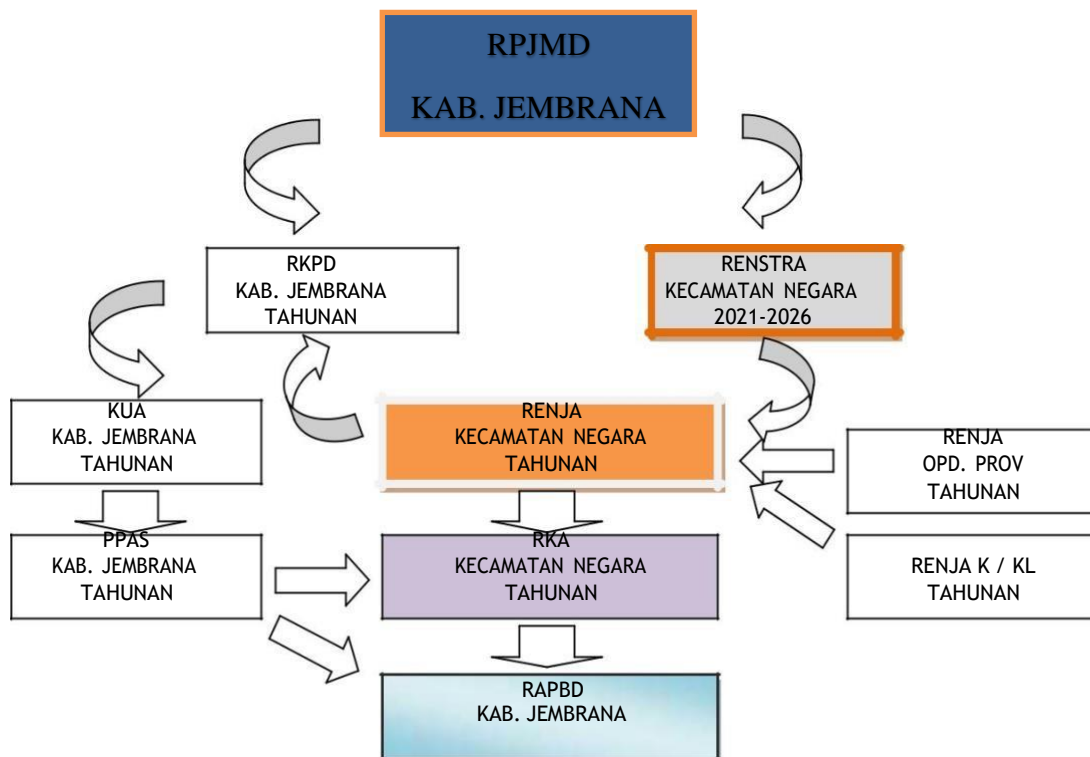 RPJMD
KAB. JEMBRANA
RKPD
KAB. JEMBRANA
TAHUNAN
RENSTRA
KECAMATAN NEGARA
2021-2026
KUA
KAB. JEMBRANA
TAHUNAN
RENJA
KECAMATAN NEGARA
TAHUNAN
RENJA
OPD. PROV
TAHUNAN
PPAS
KAB. JEMBRANA
TAHUNAN
RKA
KECAMATAN NEGARA
TAHUNAN
RENJA K / KL
TAHUNAN
RAPBD
KAB. JEMBRANA